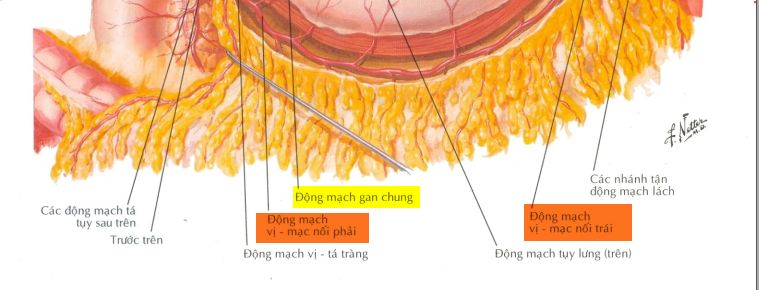 F. Netter
M.D.
Các nhánh tận
động mạch lách
Động mạch gan chung
Các động mạch tá
tụy sau trên
Động mạch
vị - mạc nối phải
Động mạch
vị - mạc nối trái
Trước trên
Động mạch vị - tá tràng
Động mạch tụy lưng (trên)